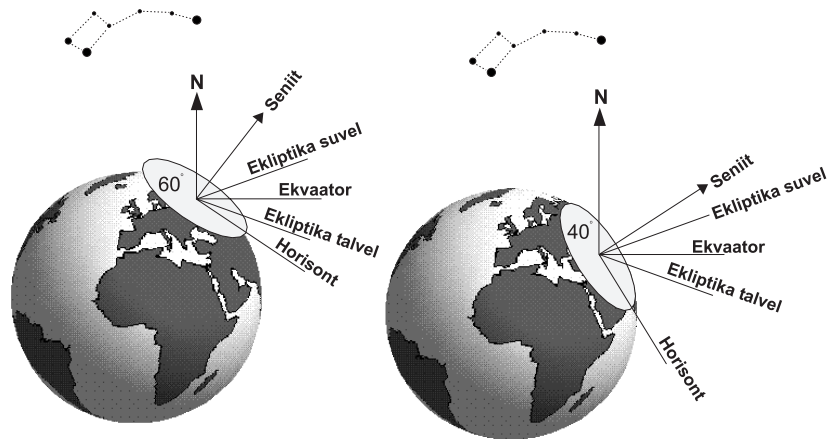 N
Seniit
Ekliptika suvel
60°
Ekvaator
Ekliptika talvel
Horisont
N
Seniit
Ekliptika suvel
40°
Ekvaator
Ekliptika talvel
Horisont